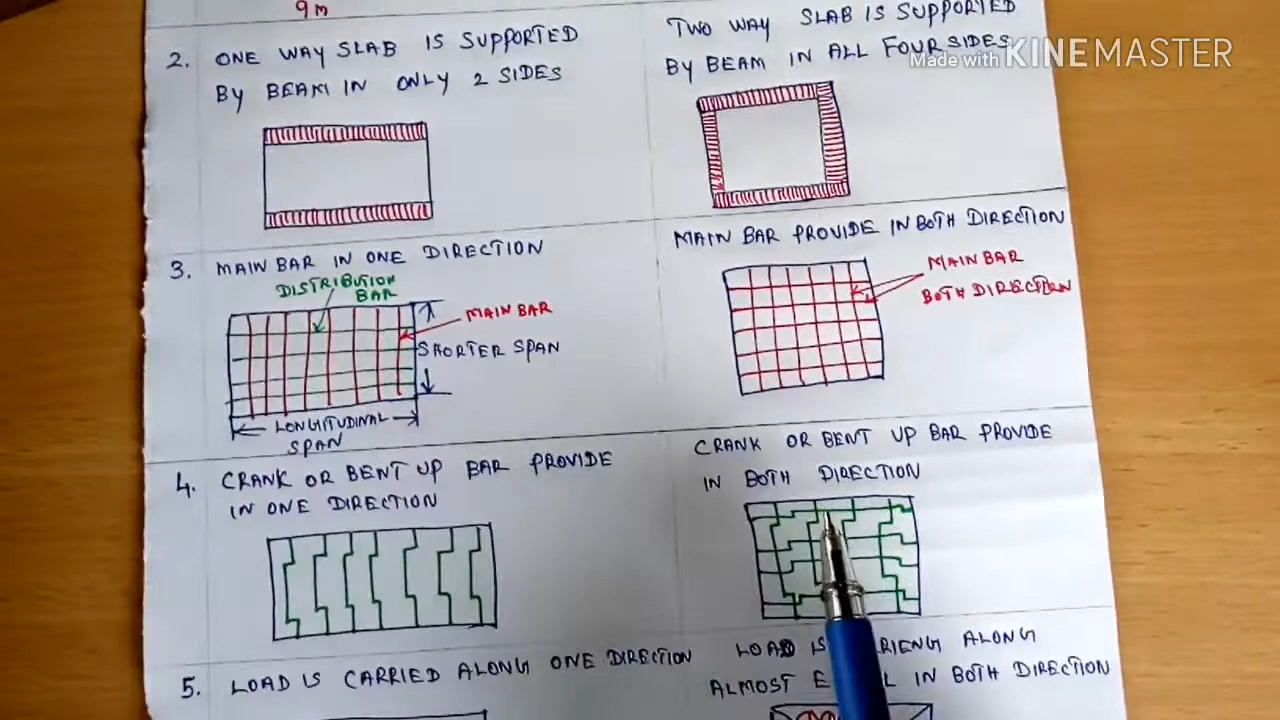 9 m
2. ONE WAY SLAB IS SUPPORTED
BY BEAM IN ONLY 2 SIDES
TWO WAY SLAB IS SUPPORTED
BY BEAM IN ALL FOUR SIDES
Made with KINEMASTER
3. MAIN BAR IN ONE DIRECTION
DISTRIBUTION
BAR
MAIN BAR
SHORTER SPAN
LONGITUDINAL
SPAN
MAIN BAR PROVIDE IN BOTH DIRECTION
MAIN BAR
BOTH DIRECTION
4. CRANK OR BENT UP BAR PROVIDE
IN ONE DIRECTION
CRANK OR BENT UP BAR PROVIDE
IN BOTH DIRECTION
5. LOAD IS CARRIED ALONG ONE DIRECTION
LOAD ALONG
ALMOST IN BOTH DIRECTION